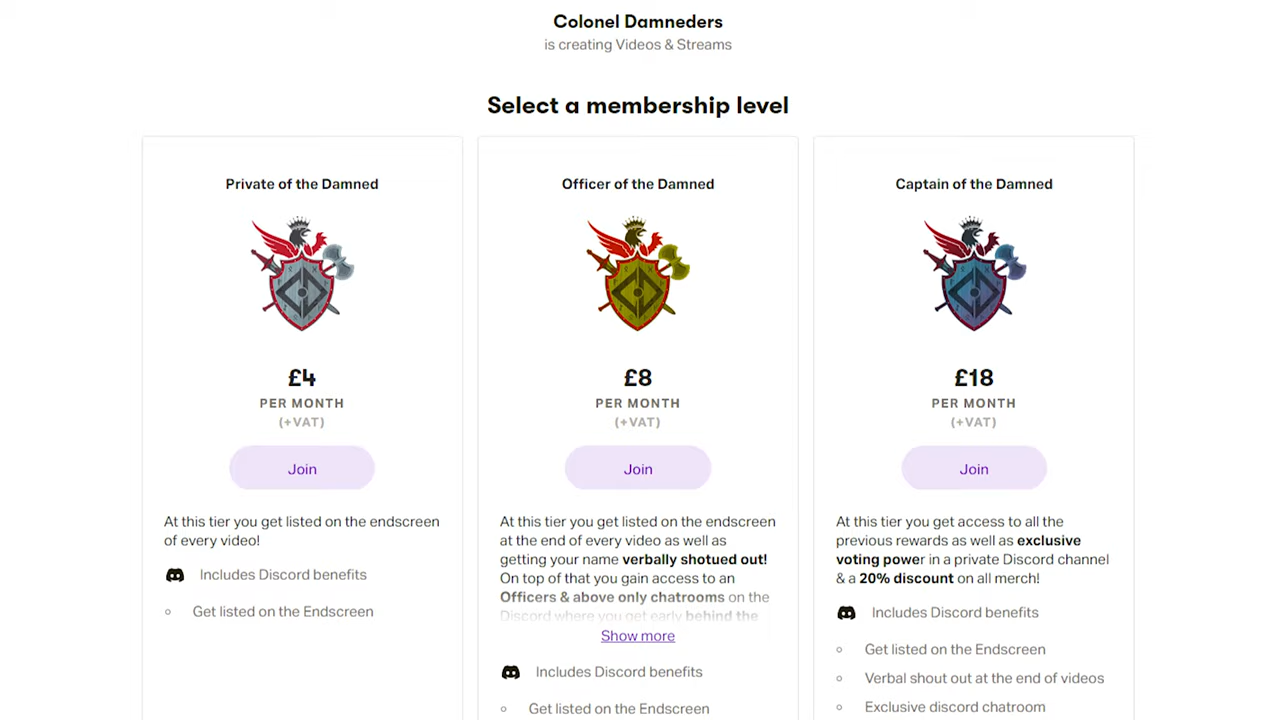 Colonel Damneders
is creating Videos & Streams
Select a membership level
Private of the Damned
£4
PER MONTH
(+VAT)
Join
At this tier you get listed on the endscreen
of every video!
Includes Discord benefits
Get listed on the Endscreen
Officer of the Damned
£8
PER MONTH
(+VAT)
Join
At this tier you get listed on the endscreen
at the end of every video as well as
getting your name verbally shotued out!
On top of that you gain access to an
Officers & above only chatrooms on the
Discord where you get early behind the
Show more
Includes Discord benefits
Get listed on the Endscreen
Captain of the Damned
£18
PER MONTH
(+VAT)
Join
At this tier you get access to all the
previous rewards as well as exclusive
voting power in a private Discord channel
& a 20% discount on all merch!
Includes Discord benefits
Get listed on the Endscreen
Verbal shout out at the end of videos
Exclusive discord chatroom